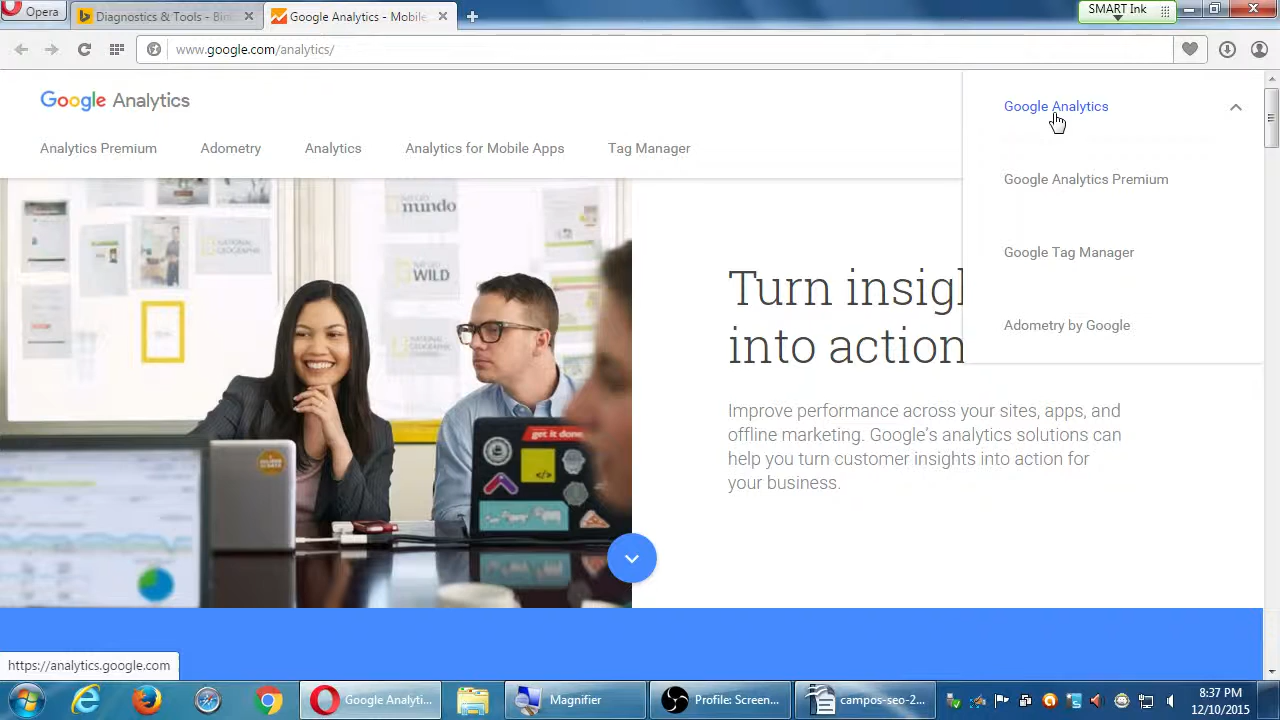 Opera
Diagnostics & Tools - Bin
Google Analytics - Mobile
SMART Ink
www.google.com/analytics/
Google Analytics
Google Analytics
Analytics Premium
Adometry
Analytics
Analytics for Mobile Apps
Tag Manager
Google Analytics Premium
Google Tag Manager
Adometry by Google
mundo
NATIONAL
GEOGRAPHIC
WILD
get it done
Turn insigh
into action
Improve performance across your sites, apps, and
offline marketing. Google's analytics solutions can
help you turn customer insights into action for
your business.
https://analytics.google.com
Google Analyti...
Magnifier
Profile: Screen...
campos-seo-2...
8:37 PM
12/10/2015